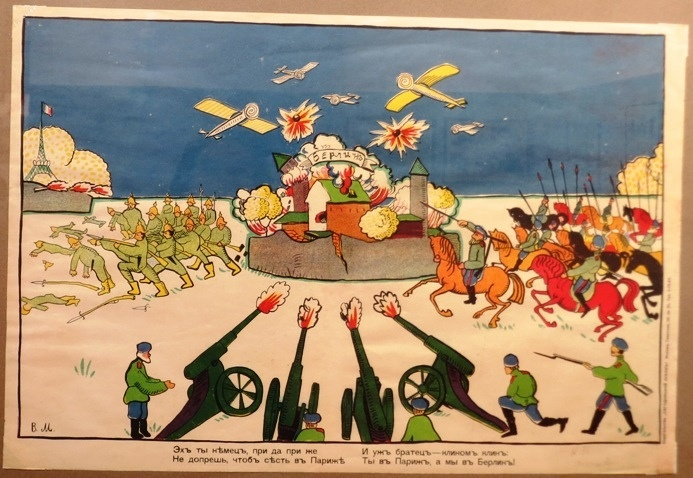 БЕРЛИНЪ
В. М.
Эхъ ты нѣмецъ, при да при же
Не допрешь, чтобъ сѣсть въ Парижѣ
И ужъ братецъ—клиномъ клинъ:
Ты въ Парижъ, а мы въ Берлинъ!